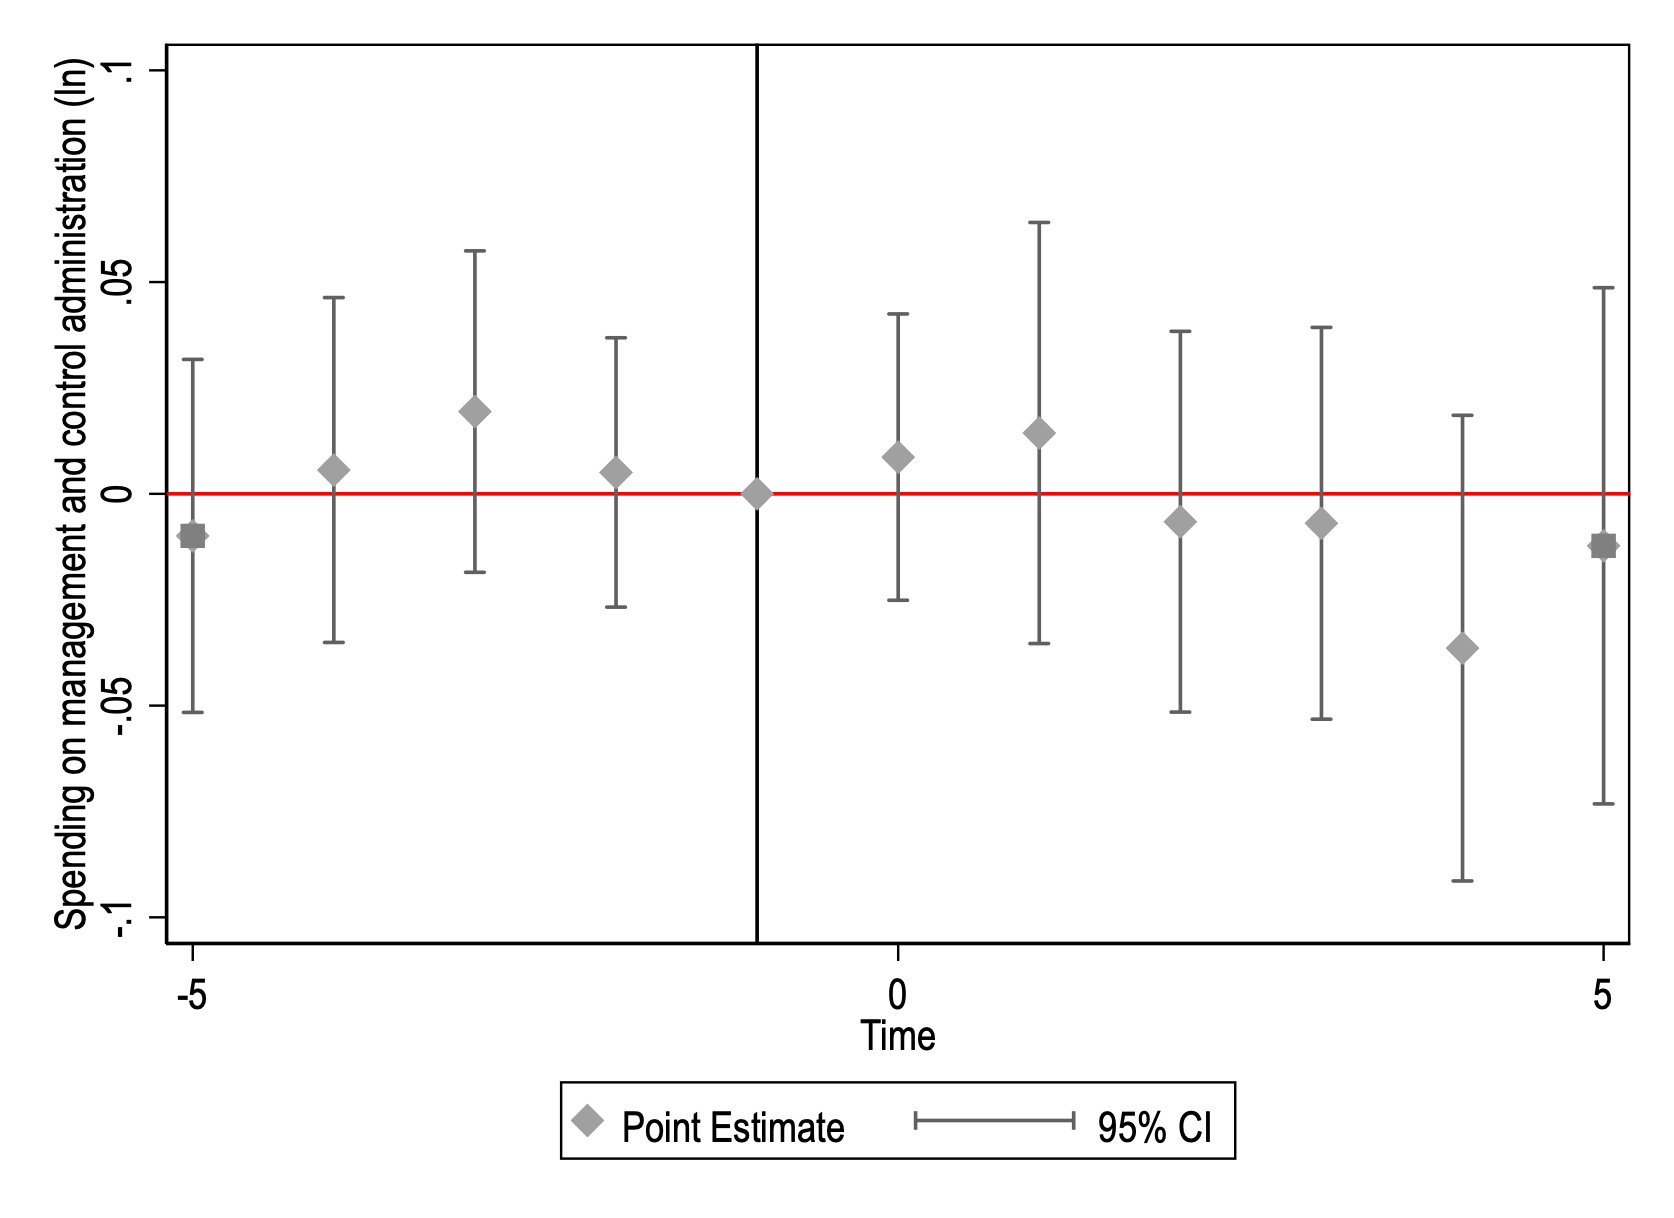 Spending on management and control administration (ln)
.1
.05
0
-.05
-.1
-5
0
5
Time
Point Estimate
95% CI